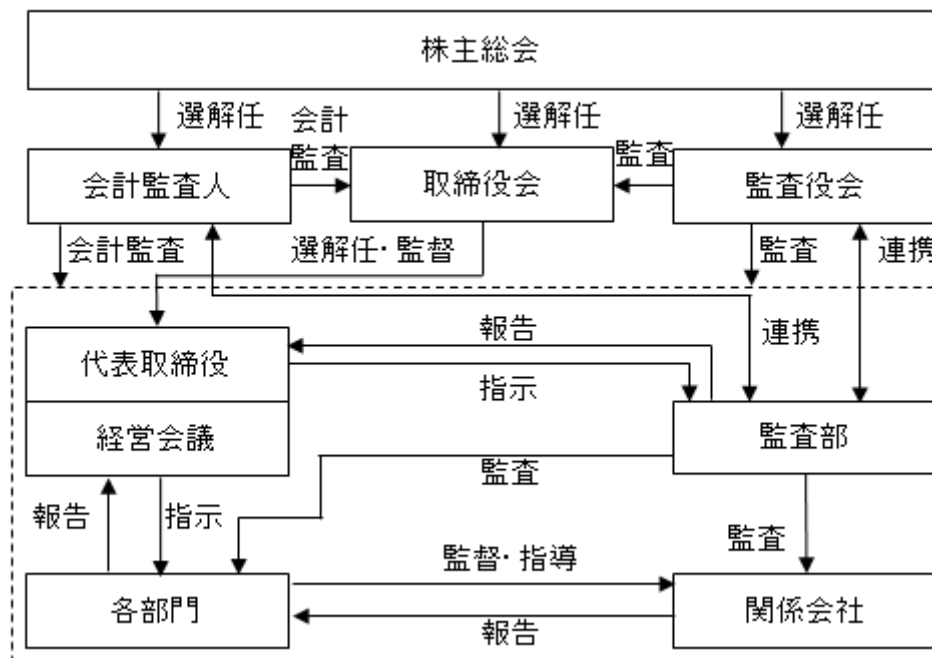 株主総会
選解任
会計
監査
選解任
監査
選解任
会計監査人
取締役会
監査役会
会計監査
選解任・監督
監査
連携
報告
連携
代表取締役
指示
経営会議
監査部
監査
報告
指示
監査
監督・指導
各部門
関係会社
報告